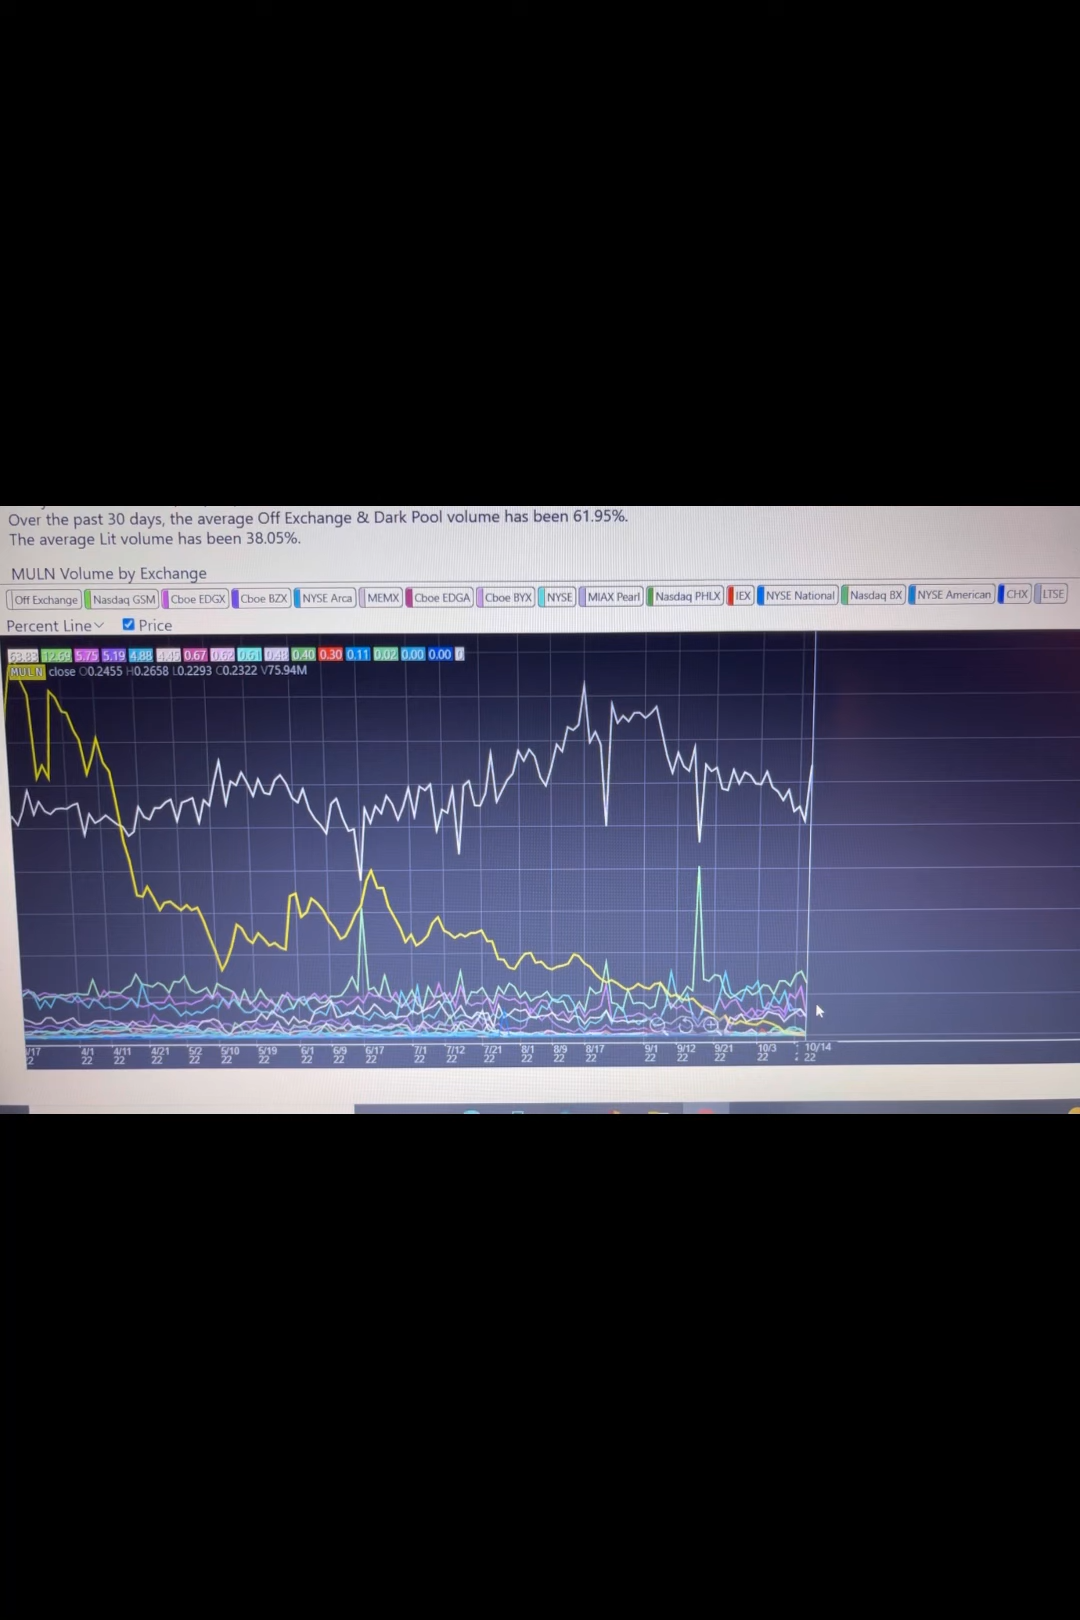 Over the past 30 days, the average Off Exchange & Dark Pool volume has been 61.95%.
The average Lit volume has been 38.05%.
MULN Volume by Exchange
Off Exchange Nasdaq GSM Cboe EDGX Cboe BZX NYSE Arca MEMX Cboe EDGA Cboe BYX NYSE MIAX Pearl Nasdaq PHLX IEX NYSE National Nasdaq BX NYSE American CHX LTSE
Percent Line Price
63.83 12.69 5.75 5.19 4.88 0.67 0.61 0.40 0.30 0.11 0.02 0.00 0.00 0
MULN close O0.2455 H0.2658 L0.2293 C0.2322 V75.94M
/17 4/1 4/11 4/21 5/2 5/10 5/19 6/1 6/9 6/17 7/1 7/12 7/21 8/1 8/9 8/17 9/1 9/12 9/21 10/3 10/14
2 22 22 22 22 22 22 22 22 22 22 22 22 22 22 22 22 22 22 22 22